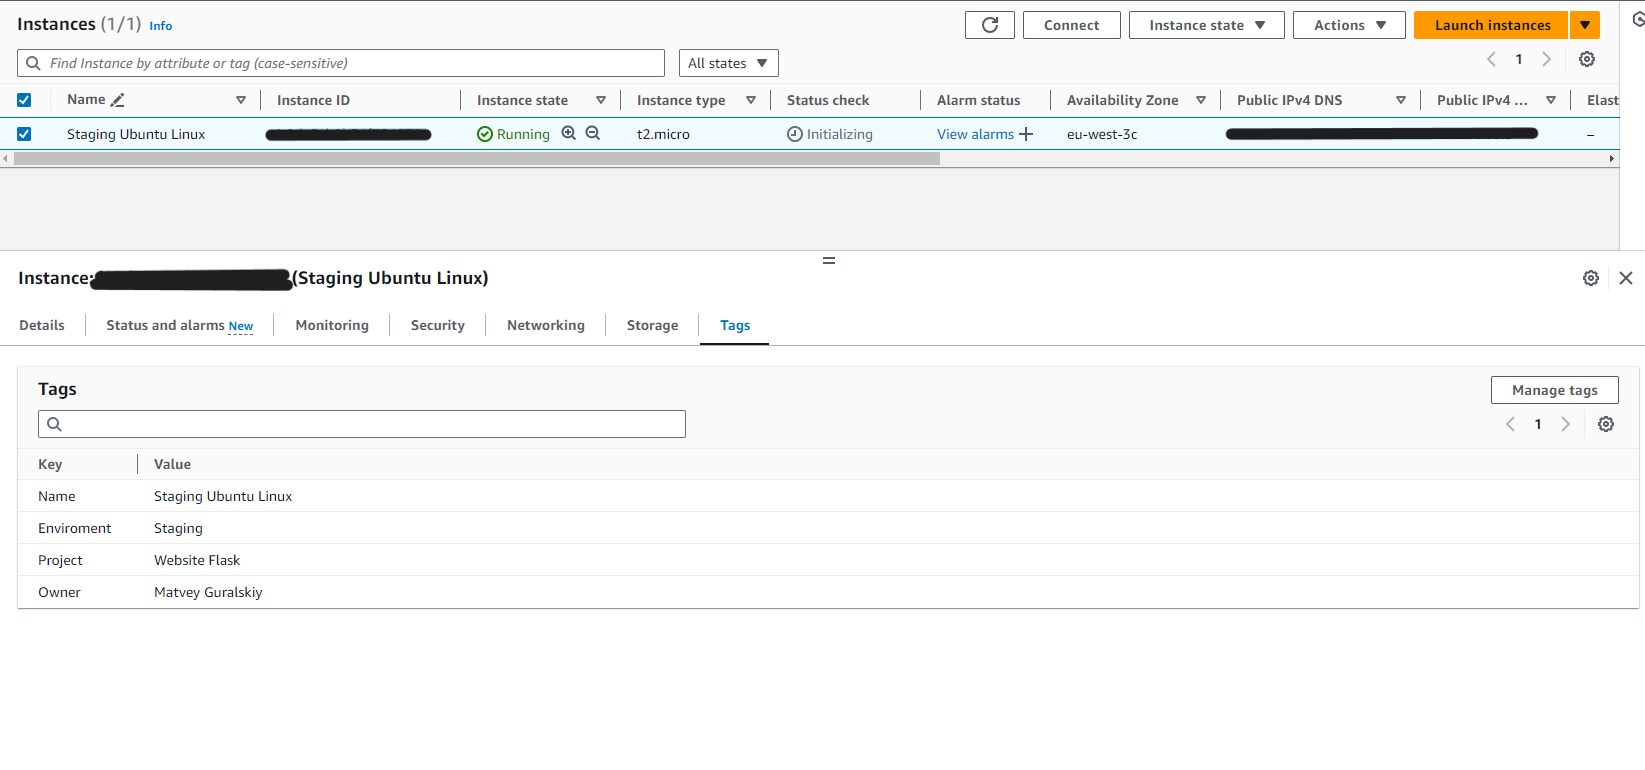 Instances (1/1) Info
Connect
Instance state
Actions
Launch instances
Find Instance by attribute or tag (case-sensitive)
All states
1
Name
Instance ID
Instance state
Instance type
Status check
Alarm status
Availability Zone
Public IPv4 DNS
Public IPv4 ...
Elast
Staging Ubuntu Linux
Running
t2.micro
Initializing
View alarms
eu-west-3c
–
Instance: (Staging Ubuntu Linux)
Details
Status and alarms New
Monitoring
Security
Networking
Storage
Tags
Tags
Manage tags
1
Key
Value
Name
Staging Ubuntu Linux
Enviroment
Staging
Project
Website Flask
Owner
Matvey Guralskiy